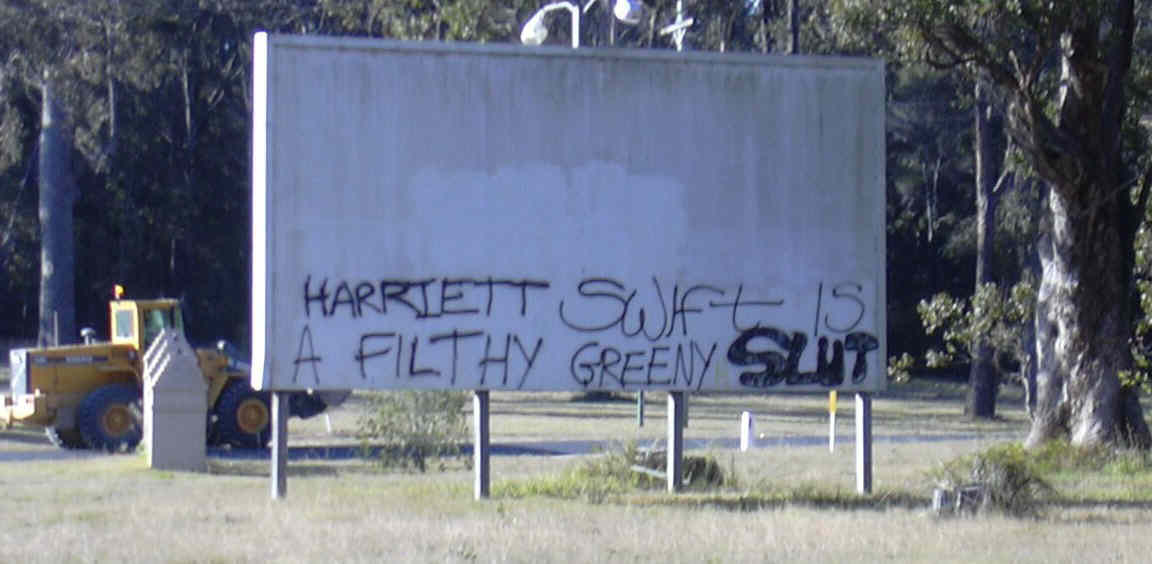 HARRIETT SWIFT IS
A FILTHY GREENY SLUT